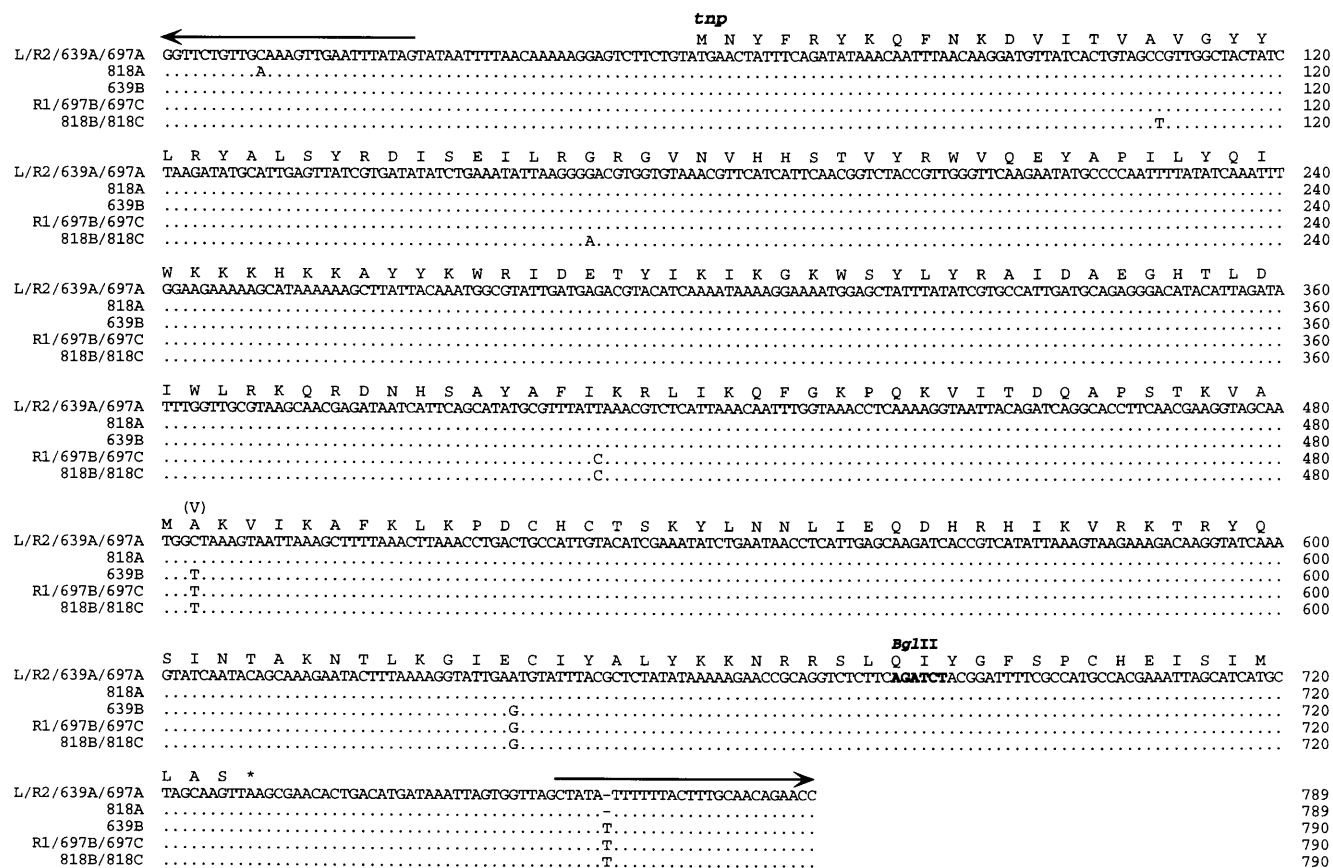 tnp
M N Y F R Y K Q F N K D V I T V A V G Y Y
L/R2/639A/697A GGTTCTGTTGCAAAGTTGAATTTATAGTATAATTTTAACAAAAAGGAGTCTTCTGTATGAACTATTTCAGATATAAACAATTTAACAAGGATGTTATCACTGTAGCCGTTGGCTACTATC 120
818A ..........A............................................................................................................. 120
639B ........................................................................................................................ 120
R1/697B/697C ........................................................................................................................ 120
818B/818C ..........................................................................................................T............. 120
L R Y A L S Y R D I S E I L R G R G V N V H H S T V Y R W V Q E Y A P I L Y Q I
L/R2/639A/697A TAAGATATGCATTGAGTTATCGTGATATATCTGAAATATTAAGGGGACGTGGTGTAAACGTTCATCATTCAACGGTCTACCGTTGGGTTCAAGAATATGCCCCAATTTTATATCAAATTT 240
818A ........................................................................................................................ 240
639B ........................................................................................................................ 240
R1/697B/697C ........................................................................................................................ 240
818B/818C .............................................A.......................................................................... 240
W K K K H K K A Y Y K W R I D E T Y I K I K G K W S Y L Y R A I D A E G H T L D
L/R2/639A/697A GGAAGAAAAAGCATAAAAAAGCTTATTACAAATGGCGTATTGATGAGACGTACATCAAAATAAAAGGAAAATGGAGCTATTTATATCGTGCCATTGATGCAGAGGGACATACATTAGATA 360
818A ........................................................................................................................ 360
639B ........................................................................................................................ 360
R1/697B/697C ........................................................................................................................ 360
818B/818C ........................................................................................................................ 360
I W L R K Q R D N H S A Y A F I K R L I K Q F G K P Q K V I T D Q A P S T K V A
L/R2/639A/697A TTTGGTTGCGTAAGCAACGAGATAATCATTCAGCATATGCGTTTATTAAACGTCTCATTAAACAATTTGGTAAACCTCAAAAGGTAATTACAGATCAGGCACCTTCAACGAAGGTAGCAA 480
818A ........................................................................................................................ 480
639B ........................................................................................................................ 480
R1/697B/697C ..............................................C......................................................................... 480
818B/818C ..............................................C......................................................................... 480
(V)
M A K V I K A F K L K P D C H C T S K Y L N N L I E Q D H R H I K V R K T R Y Q
L/R2/639A/697A TGGCTAAAGTAATTAAAGCTTTTAAACTTAAACCTGACTGCCATTGTACATCGAAATATCTGAATAACCTCATTGAGCAAGATCACCGTCATATTAAAGTAAGAAAGACAAGGTATCAAA 600
818A ........................................................................................................................ 600
639B ...T.................................................................................................................... 600
R1/697B/697C ...T.................................................................................................................... 600
818B/818C ...T.................................................................................................................... 600
BglII
S I N T A K N T L K G I E C I Y A L Y K K N R R S L Q I Y G F S P C H E I S I M
L/R2/639A/697A GTATCAATACAGCAAAGAATACTTTAAAAGGTATTGAATGTATTTACGCTCTATATAAAAAGAACCGCAGGTCTCTTCAGATCTACGGATTTTCGCCATGCCACGAAATTAGCATCATGC 720
818A ........................................................................................................................ 720
639B .....................................G.................................................................................. 720
R1/697B/697C .....................................G.................................................................................. 720
818B/818C .....................................G.................................................................................. 720
L A S *
L/R2/639A/697A TAGCAAGTTAAGCGAACACTGACATGATAAATTAGTGGTTAGCTATA-TTTTTTACTTTGCAACAGAACC 789
818A ...............................................-...................... 789
639B ...............................................T...................... 790
R1/697B/697C ...............................................T...................... 790
818B/818C ...............................................T...................... 790